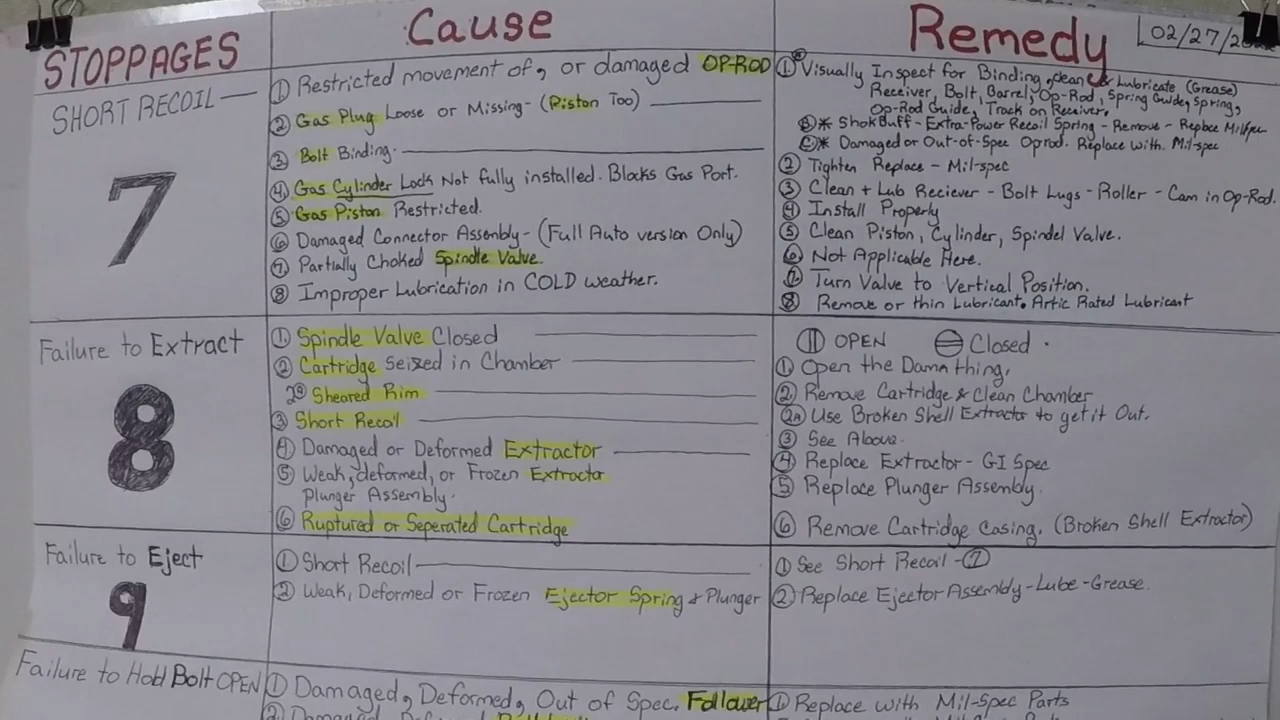 STOPPAGES
Cause
Remedy
02/27/2
SHORT RECOIL —
7
① Restricted movement of, or damaged OP-ROD
② Gas Plug Loose or Missing- (Piston Too)
③ Bolt Binding.
④ Gas Cylinder Lock Not fully installed. Blocks Gas Port.
⑤ Gas Piston Restricted.
⑥ Damaged Connector Assembly- (Full Auto version Only)
⑦ Partially Choked Spindle Valve.
⑧ Improper Lubrication in COLD weather.
① Visually Inspect for Binding, clean & Lubricate (Grease)
Receiver, Bolt, Barrel, Op-Rod, Spring Guide, Spring,
Op-Rod Guide, Track on Receiver.
Ⓑ* Shok Buff - Extra-Power Recoil Spring - Remove - Replac Milspec
Ⓒ* Damaged or Out-of-Spec Oprod. Replace with Mil-spec
② Tighten Replace - Mil-spec
③ Clean + Lub Reciever - Bolt Lugs - Roller - Cam in Op-Rod.
④ Install Properly
⑤ Clean Piston, Cylinder, Spindel Valve.
⑥ Not Applicable Here.
⑦ Turn Valve to Vertical Position.
⑧ Remove or thin Lubricant. Artic Rated Lubricant
Failure to Extract
8
① Spindle Valve Closed
② Cartridge Seized in Chamber
2ⓐ Sheared Rim
③ Short Recoil
④ Damaged or Deformed Extractor
⑤ Weak, deformed, or Frozen Extractor
Plunger Assembly.
⑥ Ruptured or Seperated Cartridge
OPEN Closed.
① Open the Damn thing.
② Remove Cartridge & Clean Chamber
②A Use Broken Shell Extractor to get it Out.
③ See Above.
④ Replace Extractor - GI Spec
⑤ Replace Plunger Assembly.
⑥ Remove Cartridge Casing. (Broken Shell Extractor)
Failure to Eject
9
① Short Recoil
② Weak, Deformed or Frozen Ejector Spring & Plunger
① See Short Recoil - ⑦
② Replace Ejector Assembly - Lube - Grease.
Failure to Hold Bolt OPEN
① Damaged, Deformed, Out of Spec. Follower
① Replace with Mil-Spec Parts